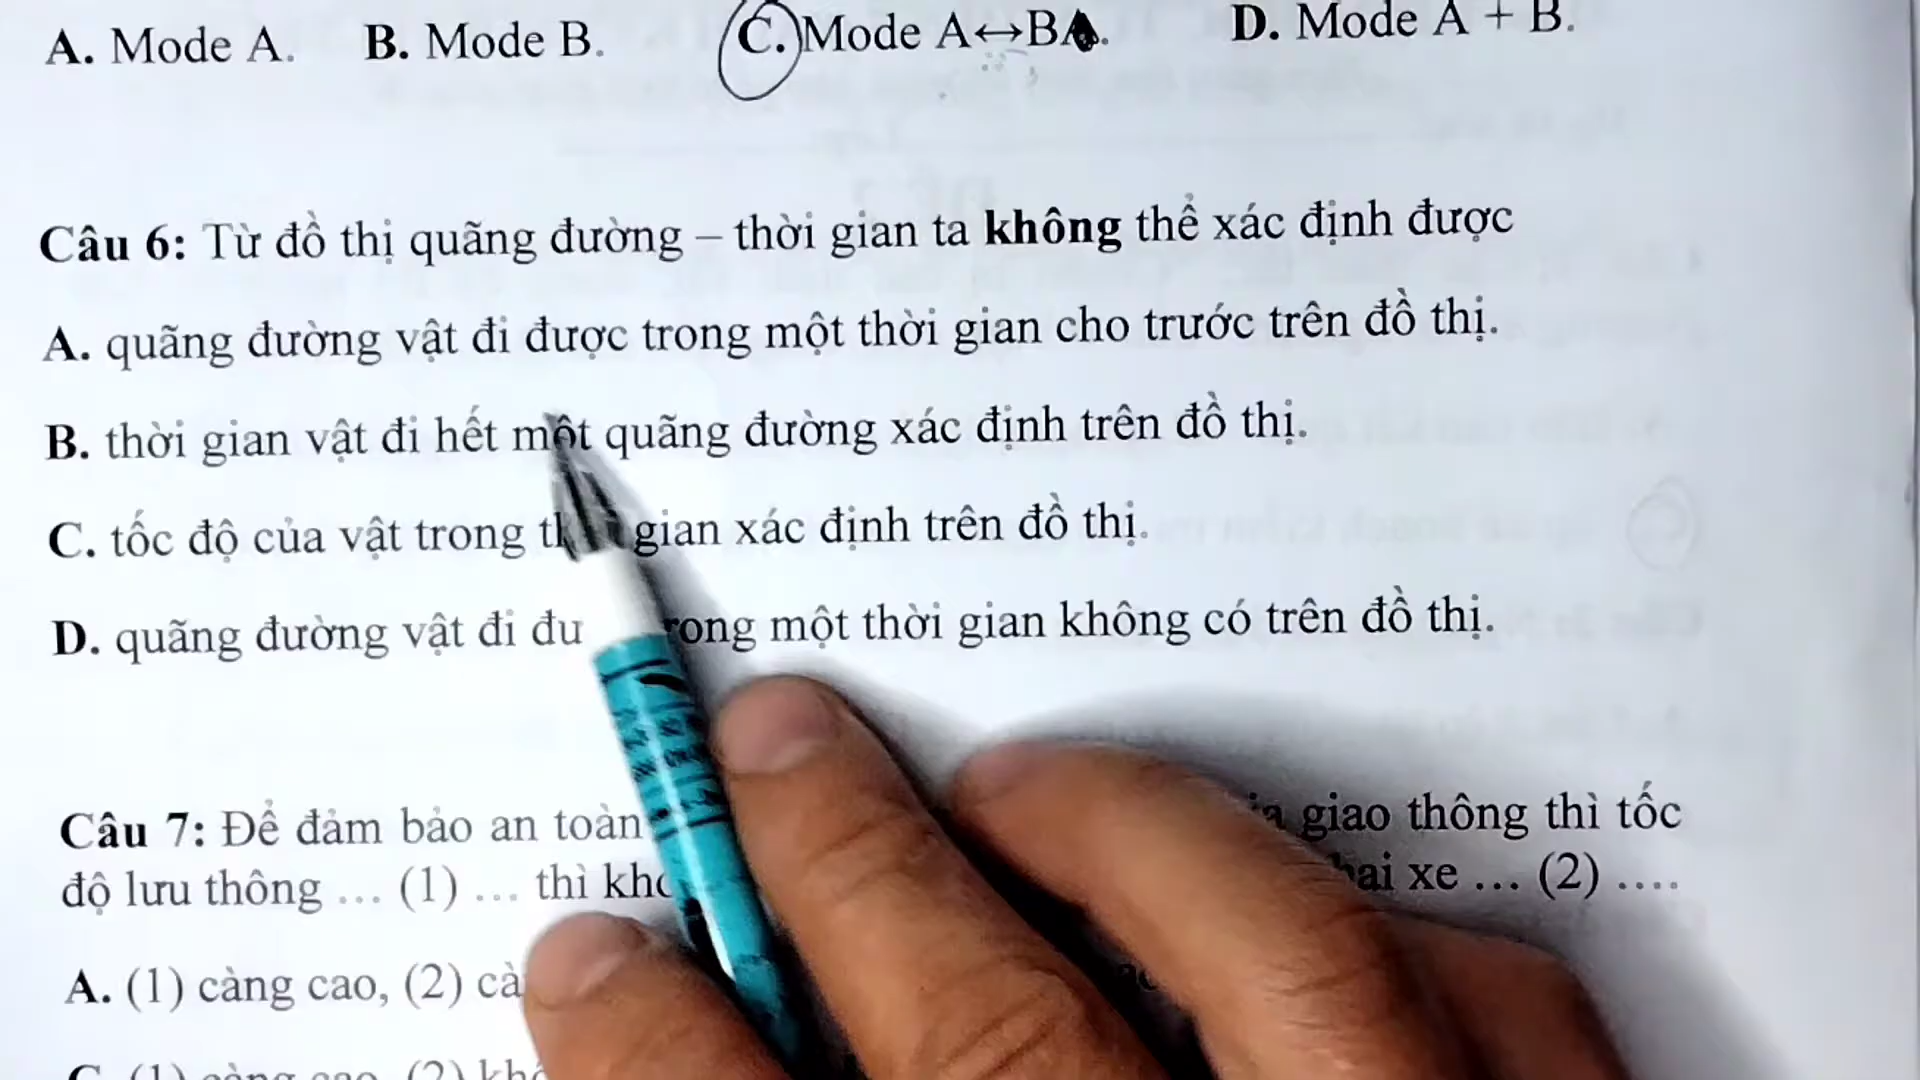 A. Mode A. B. Mode B. C. Mode A↔B. D. Mode A + B.
Câu 6: Từ đồ thị quãng đường – thời gian ta không thể xác định được
A. quãng đường vật đi được trong một thời gian cho trước trên đồ thị.
B. thời gian vật đi hết một quãng đường xác định trên đồ thị.
C. tốc độ của vật trong gian xác định trên đồ thị.
D. quãng đường vật đi một thời gian không có trên đồ thị.
Câu 7: Để đảm bảo an toàn giao thông thì tốc
độ lưu thông ... (1) ... thì hai xe ... (2) ....
A. (1) càng cao, (2)
C. (1) càng cao, (2)